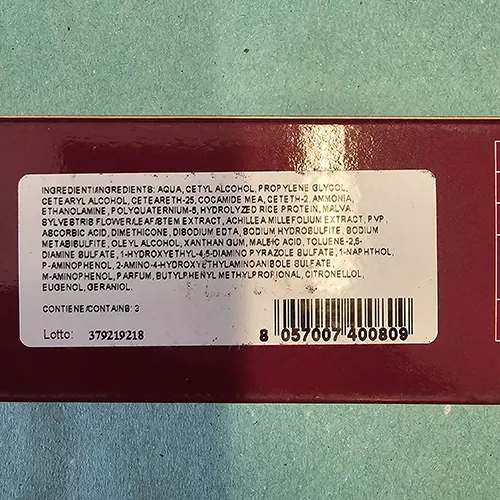 INGREDIENTI/INGREDIENTS: AQUA, CETYL ALCOHOL, PROPYLENE GLYCOL,
CETEARYL ALCOHOL, CETEARETH-25, COCAMIDE MEA, CETETH-2, AMMONIA,
ETHANOLAMINE, POLYQUATERNIUM-6, HYDROLYZED RICE PROTEIN, MALVA
SYLVESTRIS FLOWER/LEAF/STEM EXTRACT, ACHILLEA MILLEFOLIUM EXTRACT, PVP,
ASCORBIC ACID, DIMETHICONE, DISODIUM EDTA, SODIUM HYDROSULFITE, SODIUM
METABISULFITE, OLEYL ALCOHOL, XANTHAN GUM, MALEIC ACID, TOLUENE-2,5-
DIAMINE SULFATE, 1-HYDROXYETHYL-4,5-DIAMINO PYRAZOLE SULFATE, 1-NAPHTHOL,
P-AMINOPHENOL, 2-AMINO-4-HYDROXYETHYLAMINOANISOLE SULFATE,
M-AMINOPHENOL, PARFUM, BUTYLPHENYL METHYLPROPIONAL, CITRONELLOL,
EUGENOL, GERANIOL.
CONTIENE/CONTAINS: 3
Lotto: 379219218
8 057007 400809